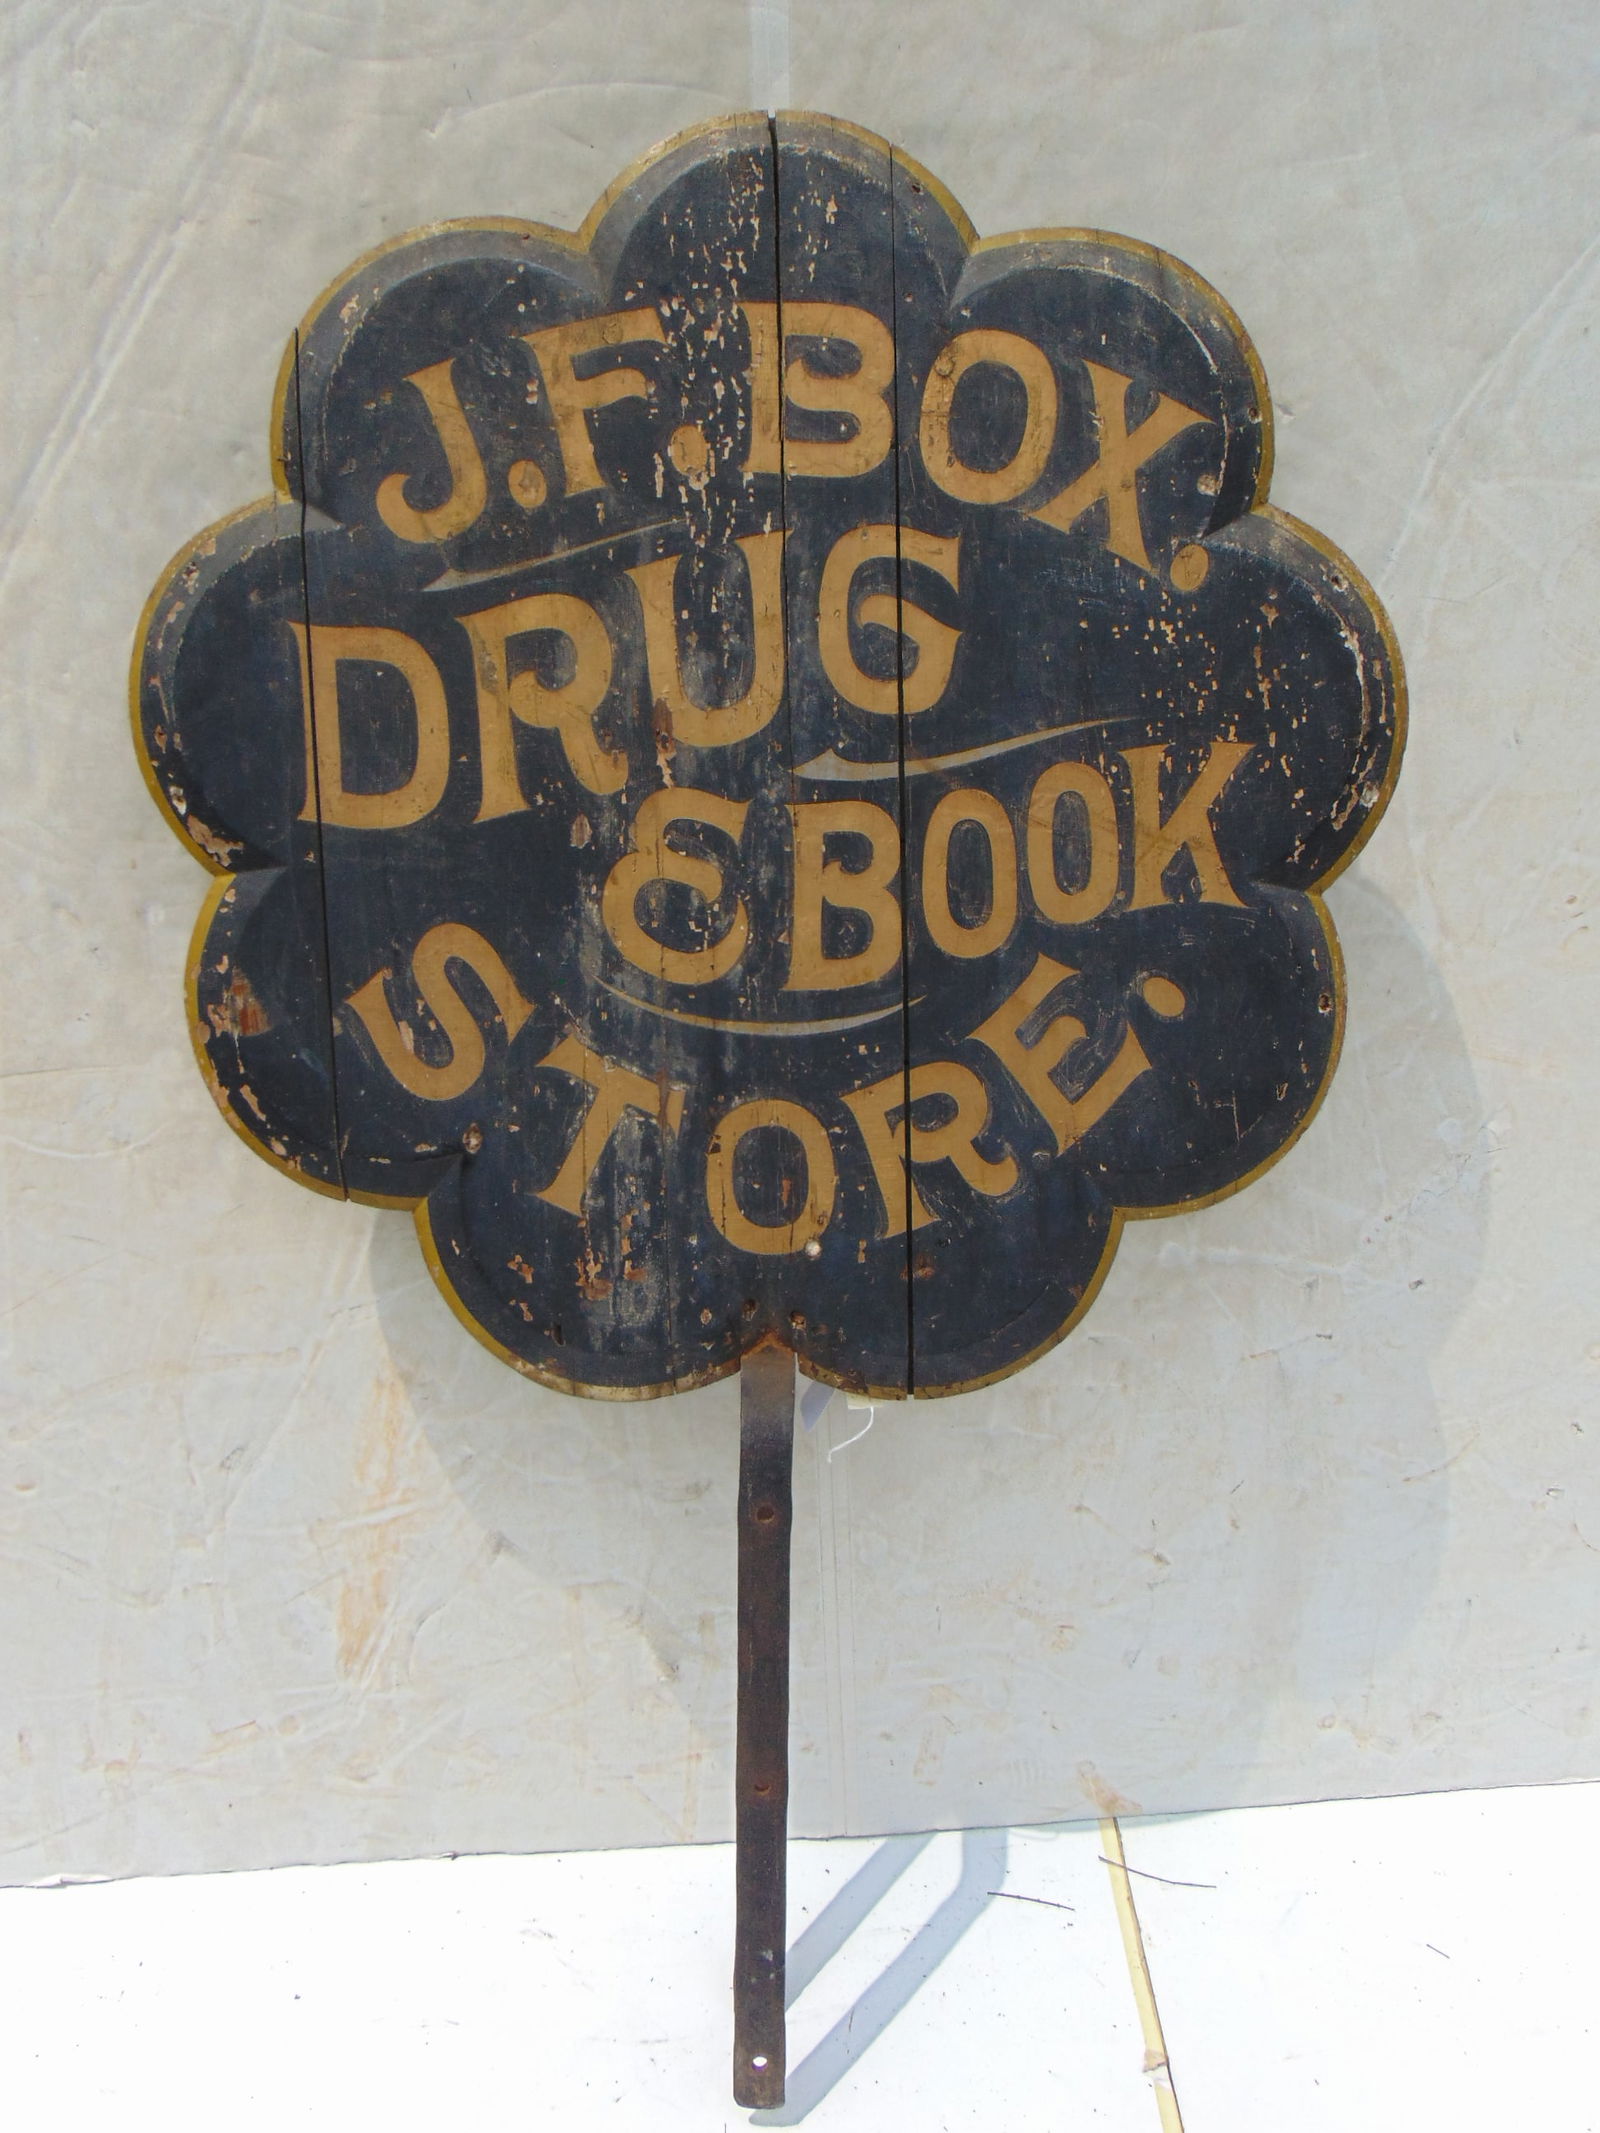 J.F.BOX.
DRUG
& BOOK
STORE.